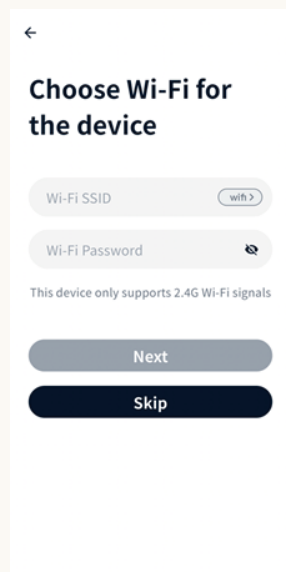 Choose Wi-Fi for
the device
Wi-Fi SSID
wifi >
Wi-Fi Password
This device only supports 2.4G Wi-Fi signals
Next
Skip